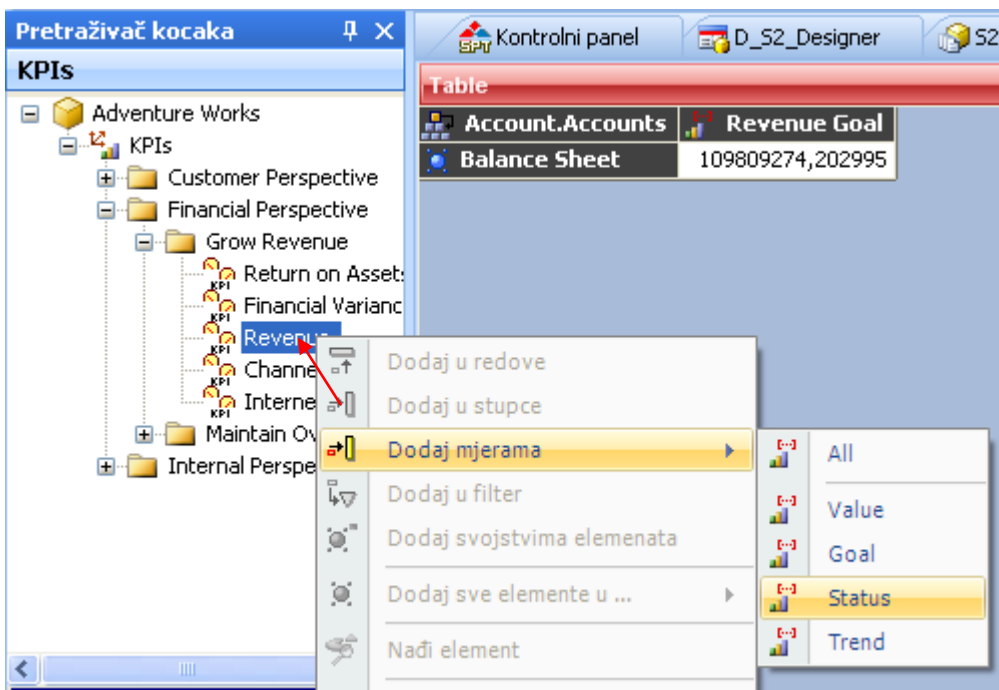 Pretraživač kocaka
KPIs
Adventure Works
KPIs
Customer Perspective
Financial Perspective
Grow Revenue
Return on Assets
Financial Varianc
Revenue
Channe
Interne
Maintain Ov
Internal Perspe
Kontrolni panel
D_S2_Designer
S2
Table
Account.Accounts
Revenue Goal
Balance Sheet
109809274,202995
Dodaj u redove
Dodaj u stupce
Dodaj mjerama
Dodaj u filter
Dodaj svojstvima elemenata
Dodaj sve elemente u ...
Nađi element
All
Value
Goal
Status
Trend